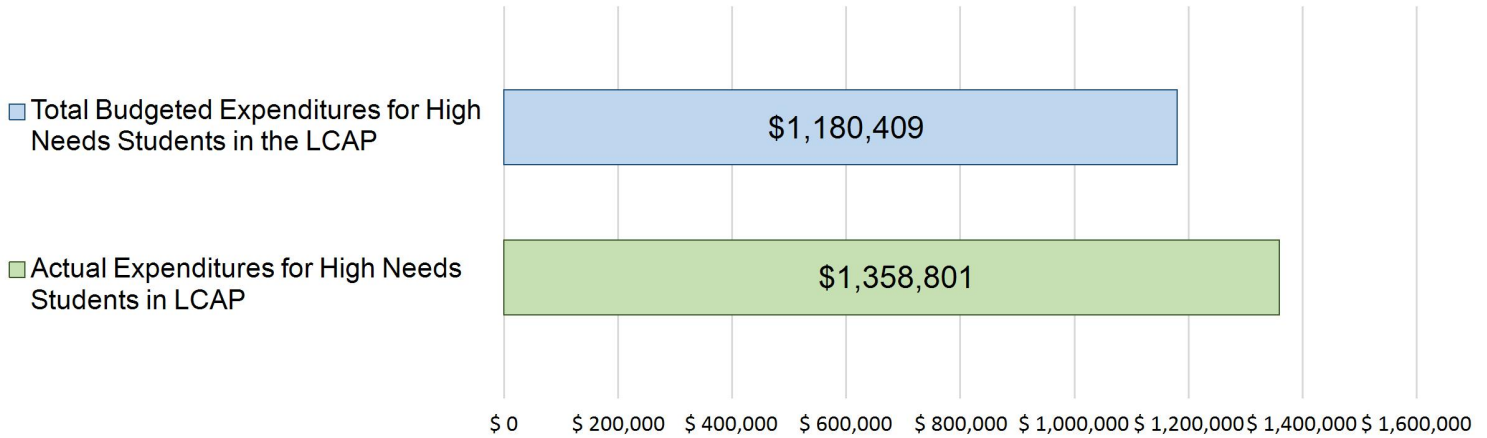 Total Budgeted Expenditures for High
Needs Students in the LCAP
$1,180,409
Actual Expenditures for High Needs
Students in LCAP
$1,358,801
$ 0 $ 200,000 $ 400,000 $ 600,000 $ 800,000 $ 1,000,000 $ 1,200,000 $ 1,400,000 $ 1,600,000